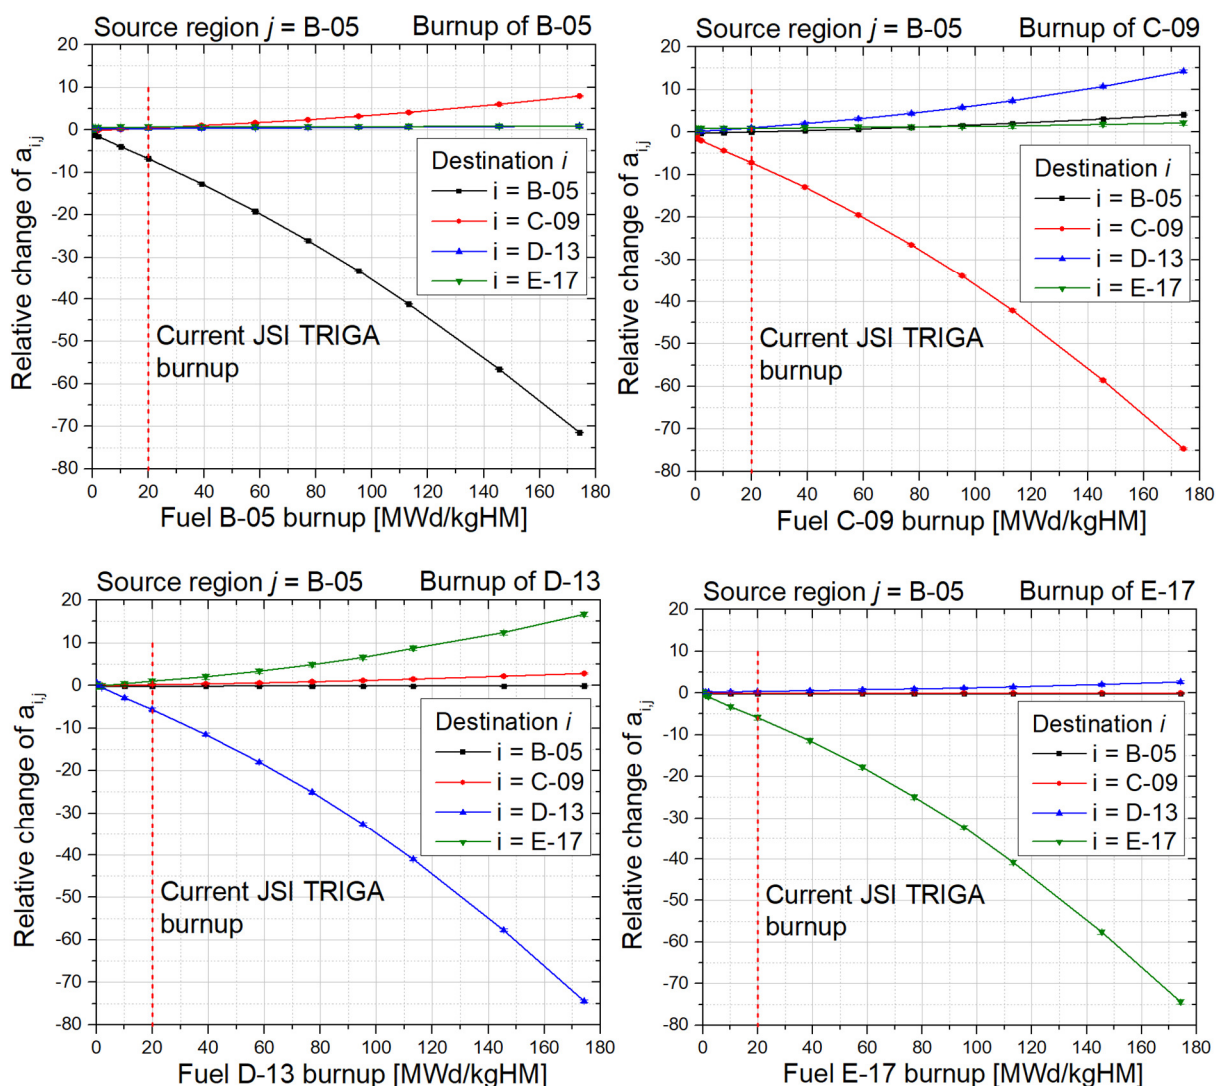 Source region j = B-05 Burnup of B-05
20
10
0
-10
-20
-30
-40
-50
-60
-70
-80
Relative change of a_{i,j}
Destination i
i = B-05
i = C-09
i = D-13
i = E-17
Current JSI TRIGA
burnup
0 20 40 60 80 100 120 140 160 180
Fuel B-05 burnup [MWd/kgHM]
Source region j = B-05 Burnup of C-09
20
10
0
-10
-20
-30
-40
-50
-60
-70
-80
Relative change of a_{i,j}
Destination i
i = B-05
i = C-09
i = D-13
i = E-17
Current JSI TRIGA
burnup
0 20 40 60 80 100 120 140 160 180
Fuel C-09 burnup [MWd/kgHM]
Source region j = B-05 Burnup of D-13
20
10
0
-10
-20
-30
-40
-50
-60
-70
-80
Relative change of a_{i,j}
Destination i
i = B-05
i = C-09
i = D-13
i = E-17
Current JSI TRIGA
burnup
0 20 40 60 80 100 120 140 160 180
Fuel D-13 burnup [MWd/kgHM]
Source region j = B-05 Burnup of E-17
20
10
0
-10
-20
-30
-40
-50
-60
-70
-80
Relative change of a_{i,j}
Destination i
i = B-05
i = C-09
i = D-13
i = E-17
Current JSI TRIGA
burnup
0 20 40 60 80 100 120 140 160 180
Fuel E-17 burnup [MWd/kgHM]